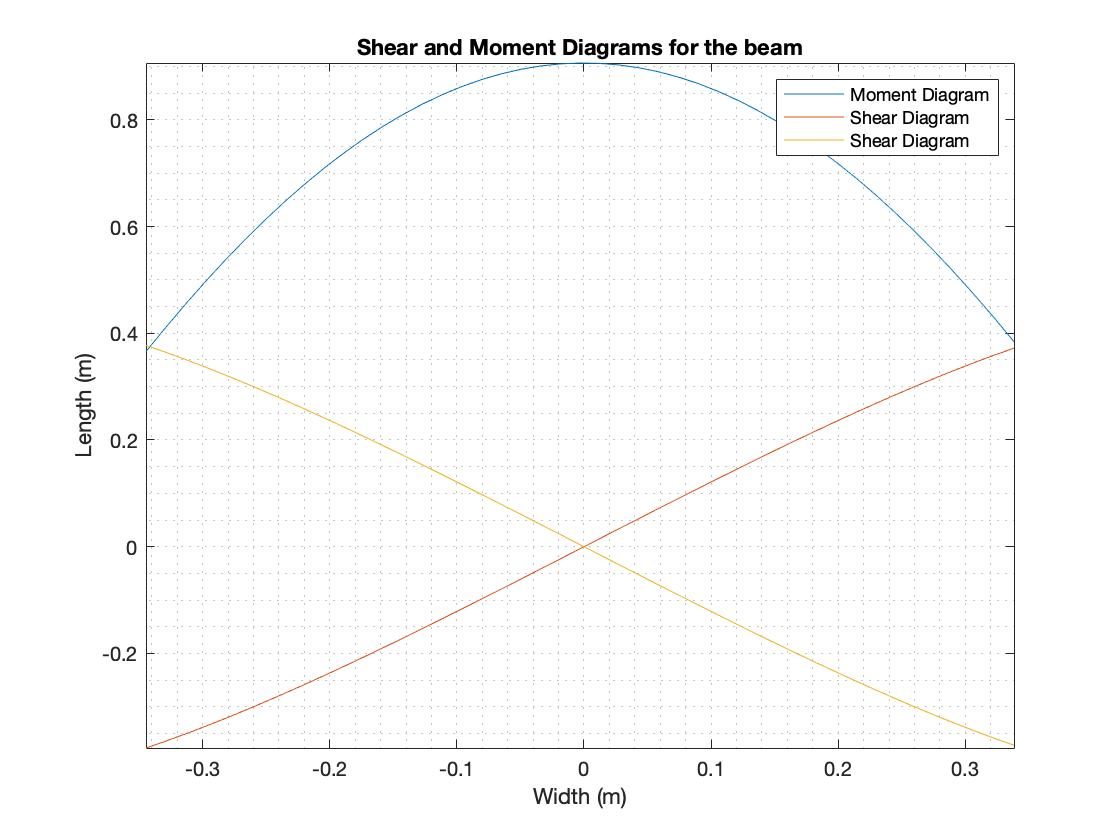 Shear and Moment Diagrams for the beam
Moment Diagram
Shear Diagram
Shear Diagram
0.8
0.6
0.4
0.2
0
-0.2
Length (m)
-0.3
-0.2
-0.1
0
0.1
0.2
0.3
Width (m)